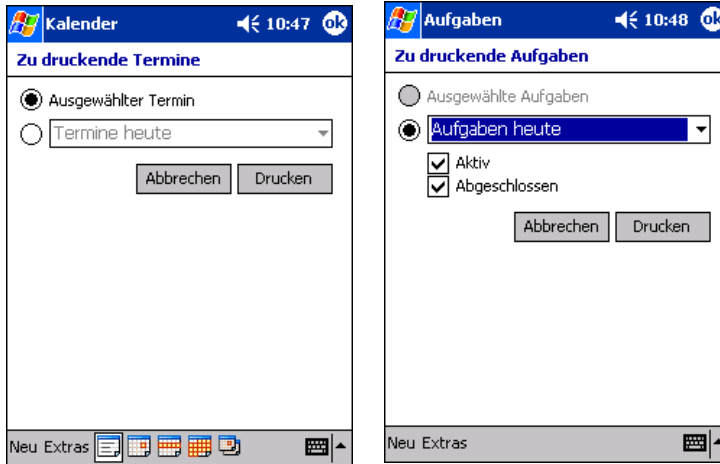 Kalender 10:47 ok
Zu druckende Termine
Ausgewählter Termin
Termine heute
Abbrechen Drucken
Neu Extras
Aufgaben 10:48 ok
Zu druckende Aufgaben
Ausgewählte Aufgaben
Aufgaben heute
Aktiv
Abgeschlossen
Abbrechen Drucken
Neu Extras